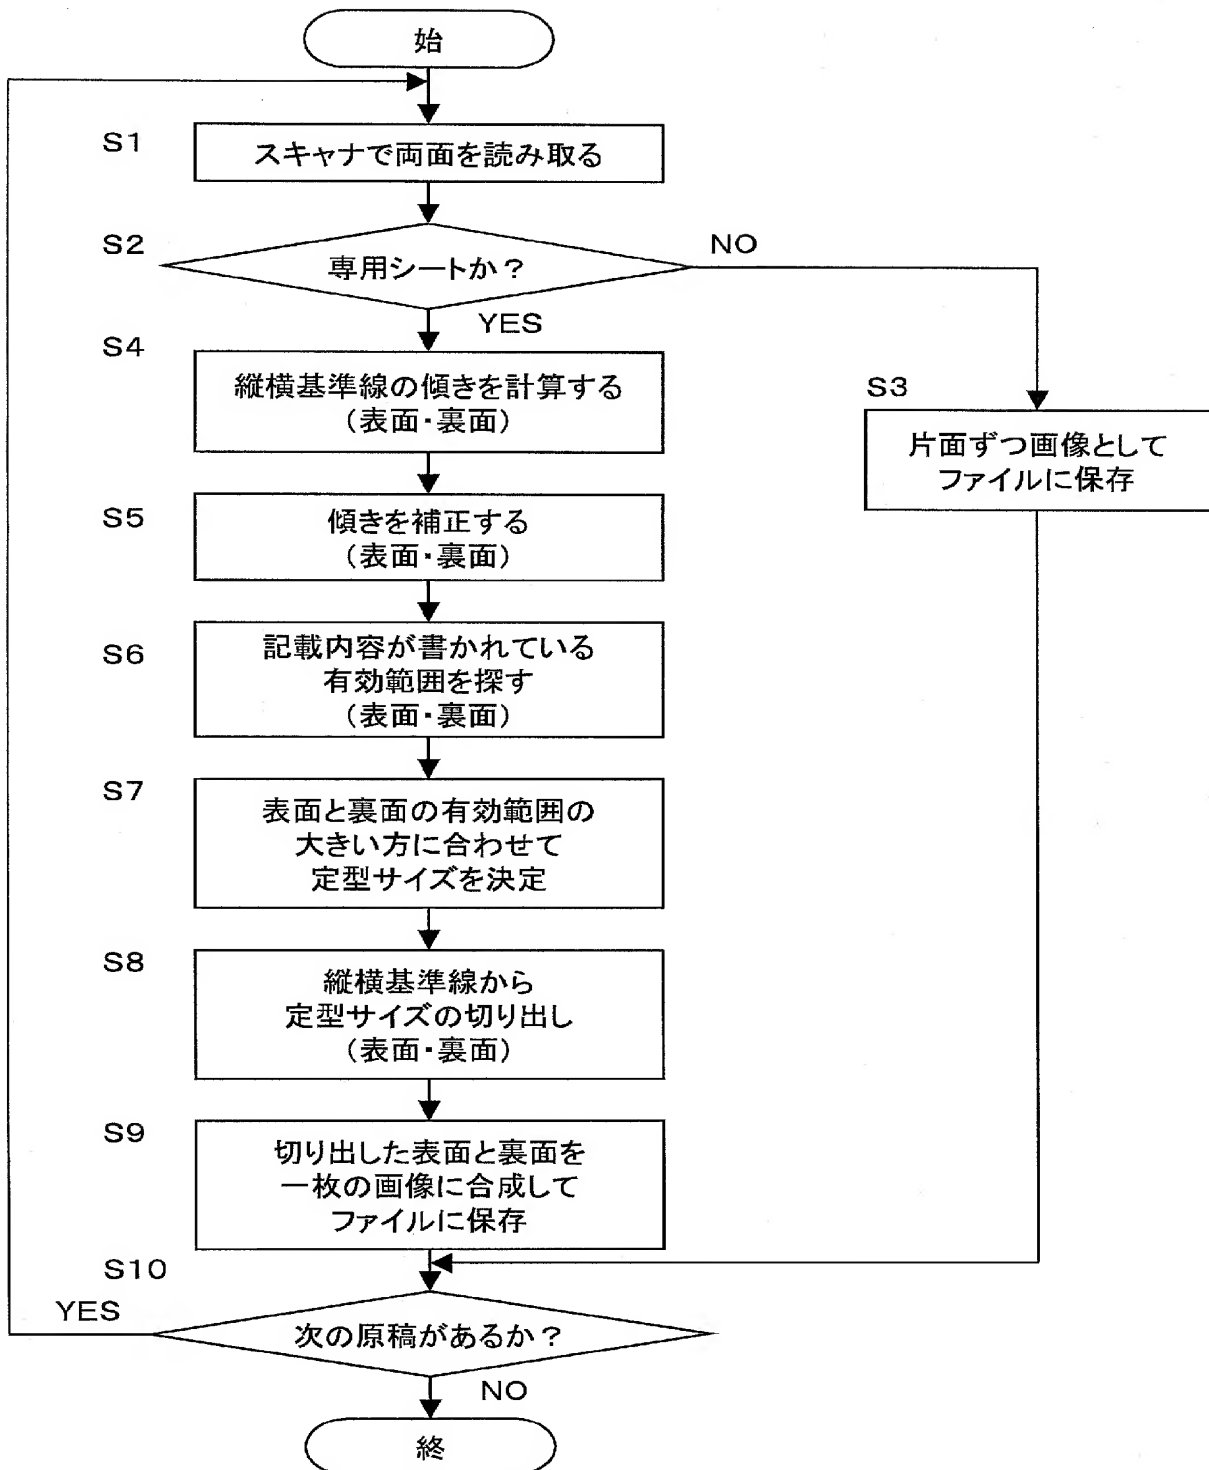 始
S1
スキャナで両面を読み取る
S2
専用シートか？
NO
YES
S4
縦横基準線の傾きを計算する
（表面・裏面）
S3
片面ずつ画像として
ファイルに保存
S5
傾きを補正する
（表面・裏面）
S6
記載内容が書かれている
有効範囲を探す
（表面・裏面）
S7
表面と裏面の有効範囲の
大きい方に合わせて
定型サイズを決定
S8
縦横基準線から
定型サイズの切り出し
（表面・裏面）
S9
切り出した表面と裏面を
一枚の画像に合成して
ファイルに保存
S10
YES
次の原稿があるか？
NO
終